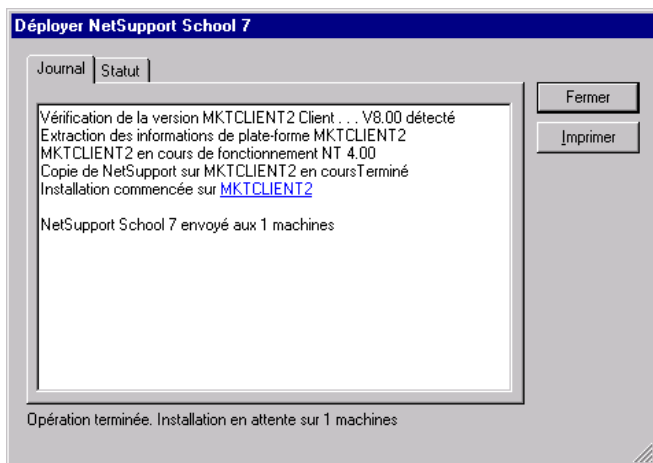 Déployer NetSupport School 7
Journal
Statut
Vérification de la version MKTCLIENT2 Client . . . V8.00 détecté
Extraction des informations de plate-forme MKTCLIENT2
MKTCLIENT2 en cours de fonctionnement NT 4.00
Copie de NetSupport sur MKTCLIENT2 en coursTerminé
Installation commencée sur MKTCLIENT2
NetSupport School 7 envoyé aux 1 machines
Fermer
Imprimer
Opération terminée. Installation en attente sur 1 machines